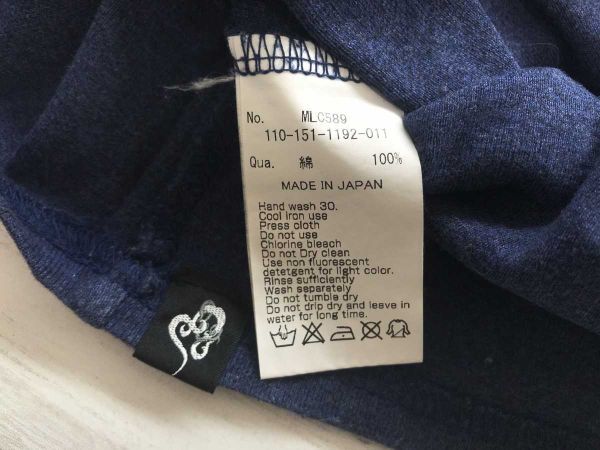 No. MLC589
110-151-1192-011
Qua. 綿 100%
MADE IN JAPAN
Hand wash 30.
Cool iron use
Press cloth
Do not use
Chlorine bleach
Do not Dry clean
Use non fluorescent
detetgent for light color.
Rinse sufficiently
Wash separately
Do not tumble dry
Do not drip dry and leave in
water for long time.